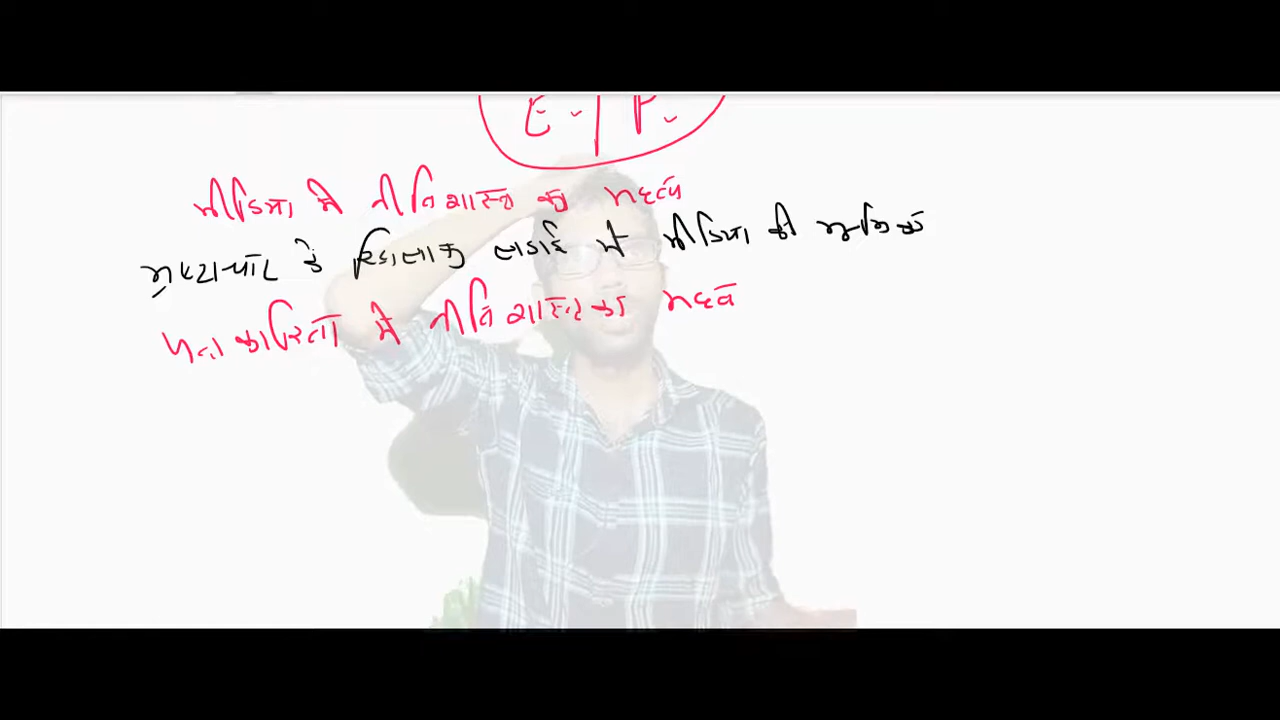 E. / P.
मीडिया में नीतिशास्त्र का महत्व
भ्रष्टाचार के खिलाफ लडाई में मीडिया की भूमिका
पत्रकारिता में नीतिशास्त्र का महत्व